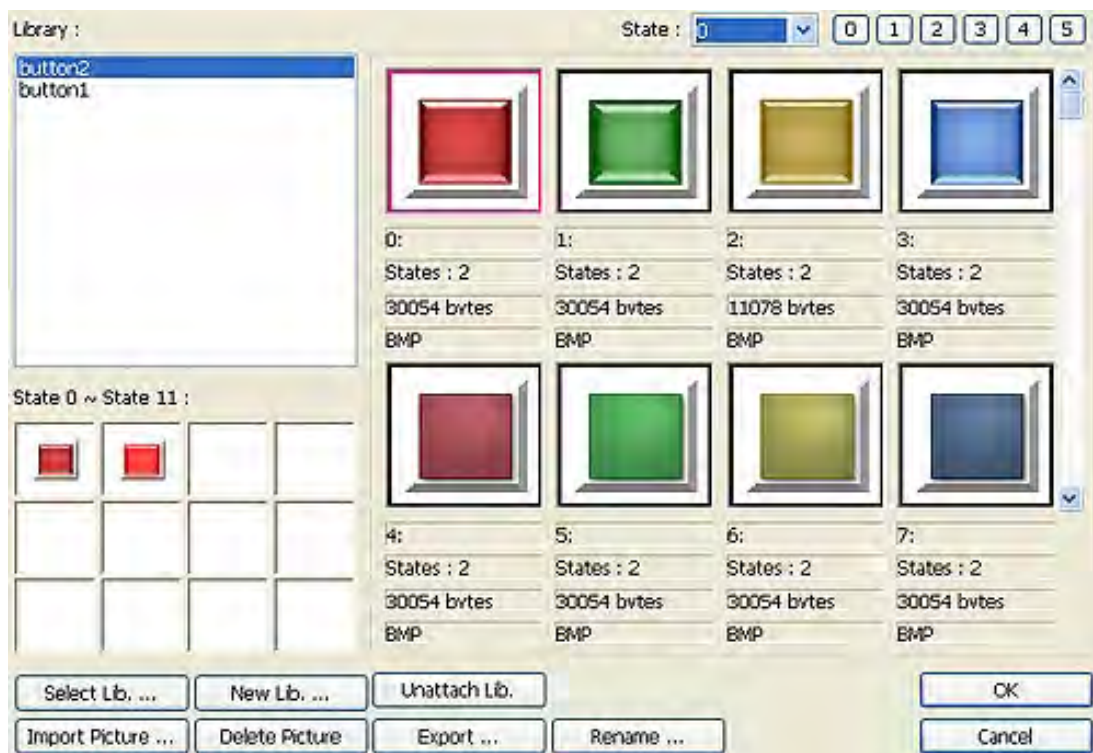 Library :
State : 0 0 1 2 3 4 5
button2
button1
0: 1: 2: 3:
States : 2 States : 2 States : 2 States : 2
30054 bytes 30054 bytes 11078 bytes 30054 bytes
BMP BMP BMP BMP
State 0 ~ State 11 :
4: 5: 6: 7:
States : 2 States : 2 States : 2 States : 2
30054 bytes 30054 bytes 30054 bytes 30054 bytes
BMP BMP BMP BMP
Select Lib. ... New Lib. ... Unattach Lib. OK
Import Picture ... Delete Picture Export ... Rename ... Cancel